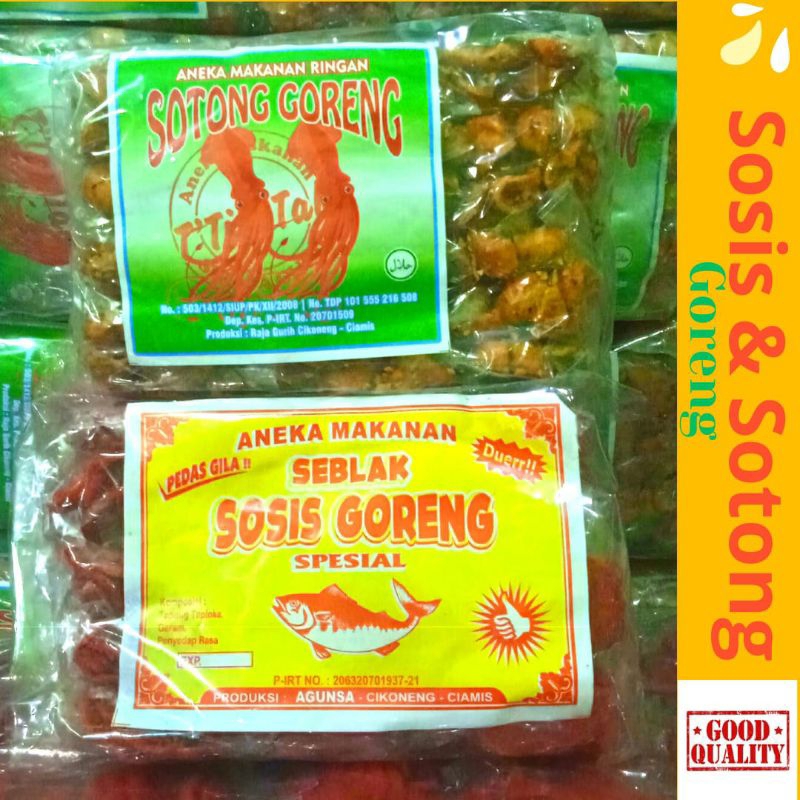 ANEKA MAKANAN RINGAN
SOTONG GORENG
حلال
No. : 503/1412/SIUP/PK/XII/2008 | No. TDP 101 555 216 508
Dep. Kes. P-IRT. No. 20701509
Produksi : Raja Gurih Cikoneng - Ciamis
RINGAN
GORENG
ANEKA MAKANAN
PEDAS GILA !!
SEBLAK
Duerr!!
SOSIS GORENG
SPESIAL
Komposisi :
Tepung Tapioka,
Garam,
Penyedap Rasa
EXP.
P-IRT NO. : 206320701937-21
PRODUKSI AGUNSA - CIKONENG - CIAMIS
Sosis & Sotong
Goreng
GOOD
QUALITY